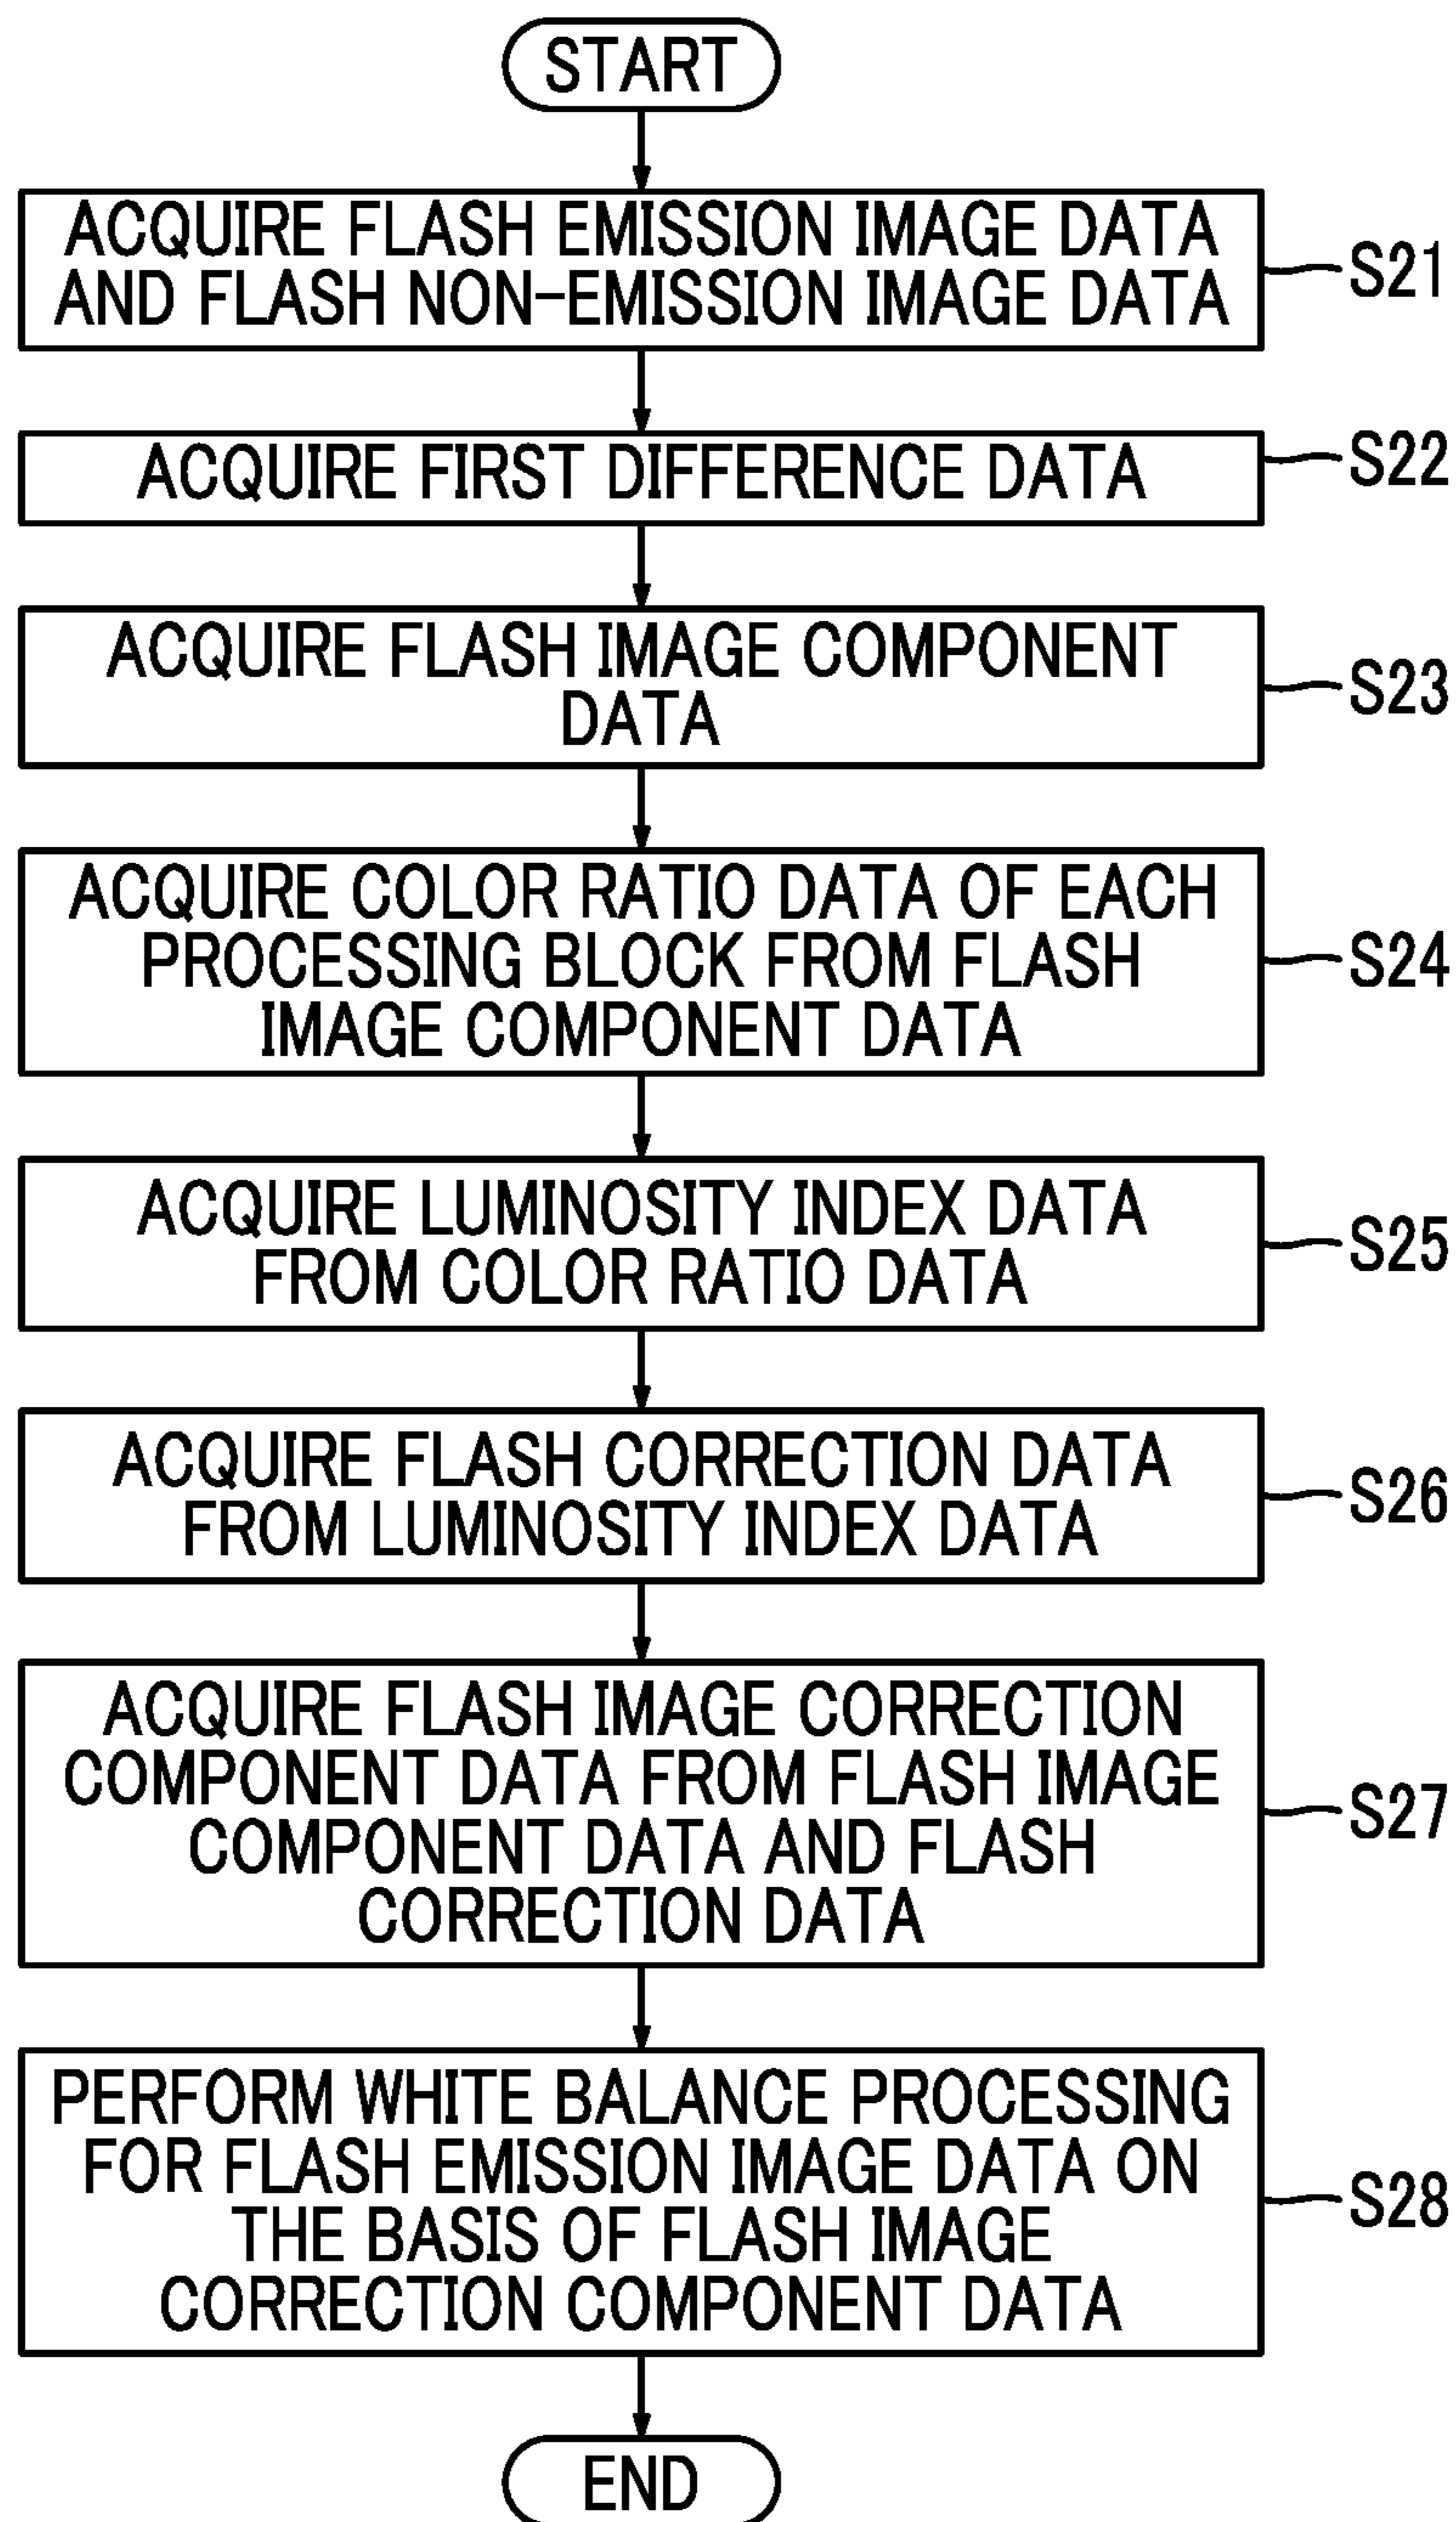 START
ACQUIRE FLASH EMISSION IMAGE DATA
AND FLASH NON-EMISSION IMAGE DATA
S21
ACQUIRE FIRST DIFFERENCE DATA
S22
ACQUIRE FLASH IMAGE COMPONENT
DATA
S23
ACQUIRE COLOR RATIO DATA OF EACH
PROCESSING BLOCK FROM FLASH
IMAGE COMPONENT DATA
S24
ACQUIRE LUMINOSITY INDEX DATA
FROM COLOR RATIO DATA
S25
ACQUIRE FLASH CORRECTION DATA
FROM LUMINOSITY INDEX DATA
S26
ACQUIRE FLASH IMAGE CORRECTION
COMPONENT DATA FROM FLASH IMAGE
COMPONENT DATA AND FLASH
CORRECTION DATA
S27
PERFORM WHITE BALANCE PROCESSING
FOR FLASH EMISSION IMAGE DATA ON
THE BASIS OF FLASH IMAGE
CORRECTION COMPONENT DATA
S28
END